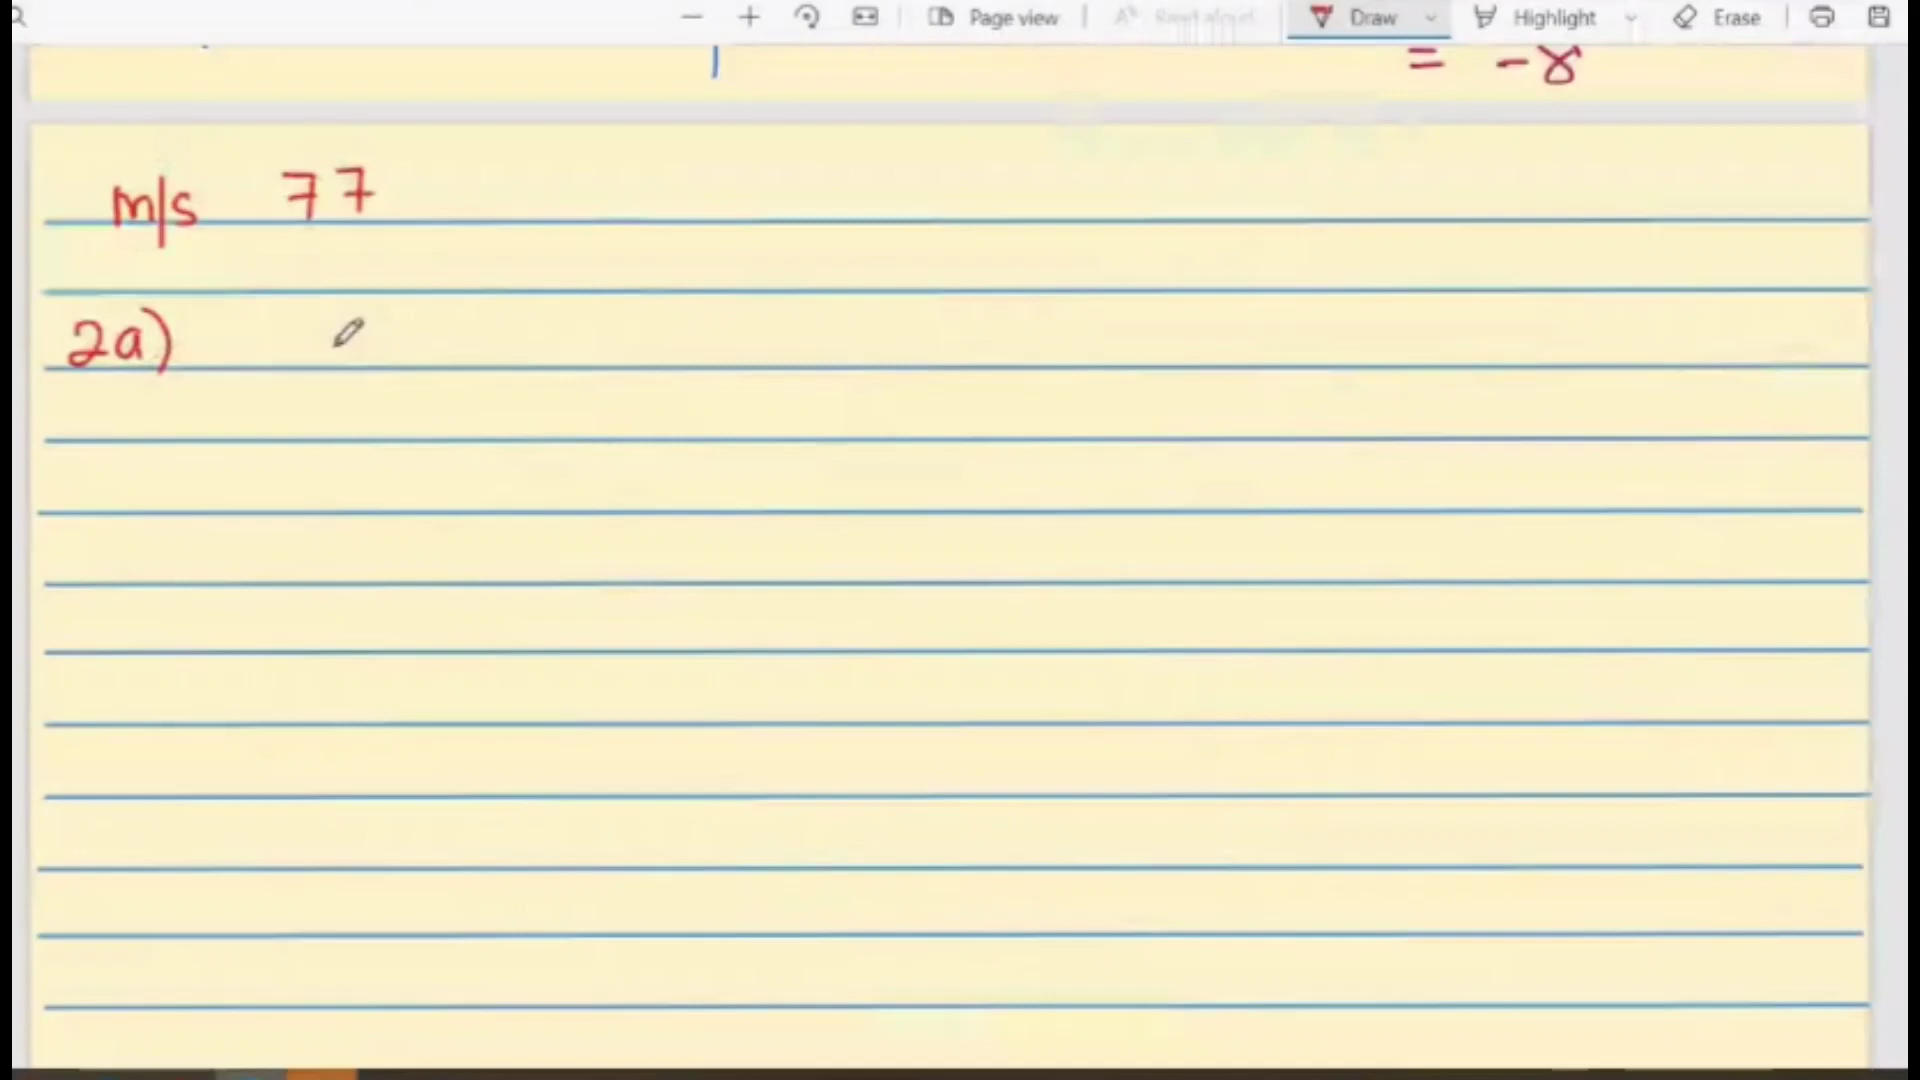 Page view
Draw
Highlight
Erase
= -8
m/s 77
2a)